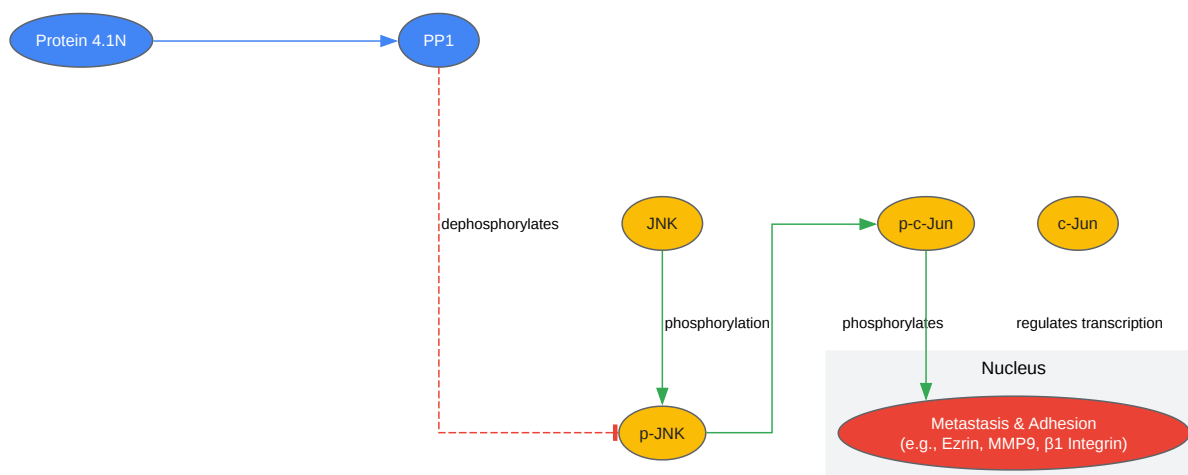 Protein 4.1N
PP1
dephosphorylates
JNK
p-c-Jun
c-Jun
phosphorylation
phosphorylates
regulates transcription
Nucleus
p-JNK
Metastasis & Adhesion
(e.g., Ezrin, MMP9, β1 Integrin)